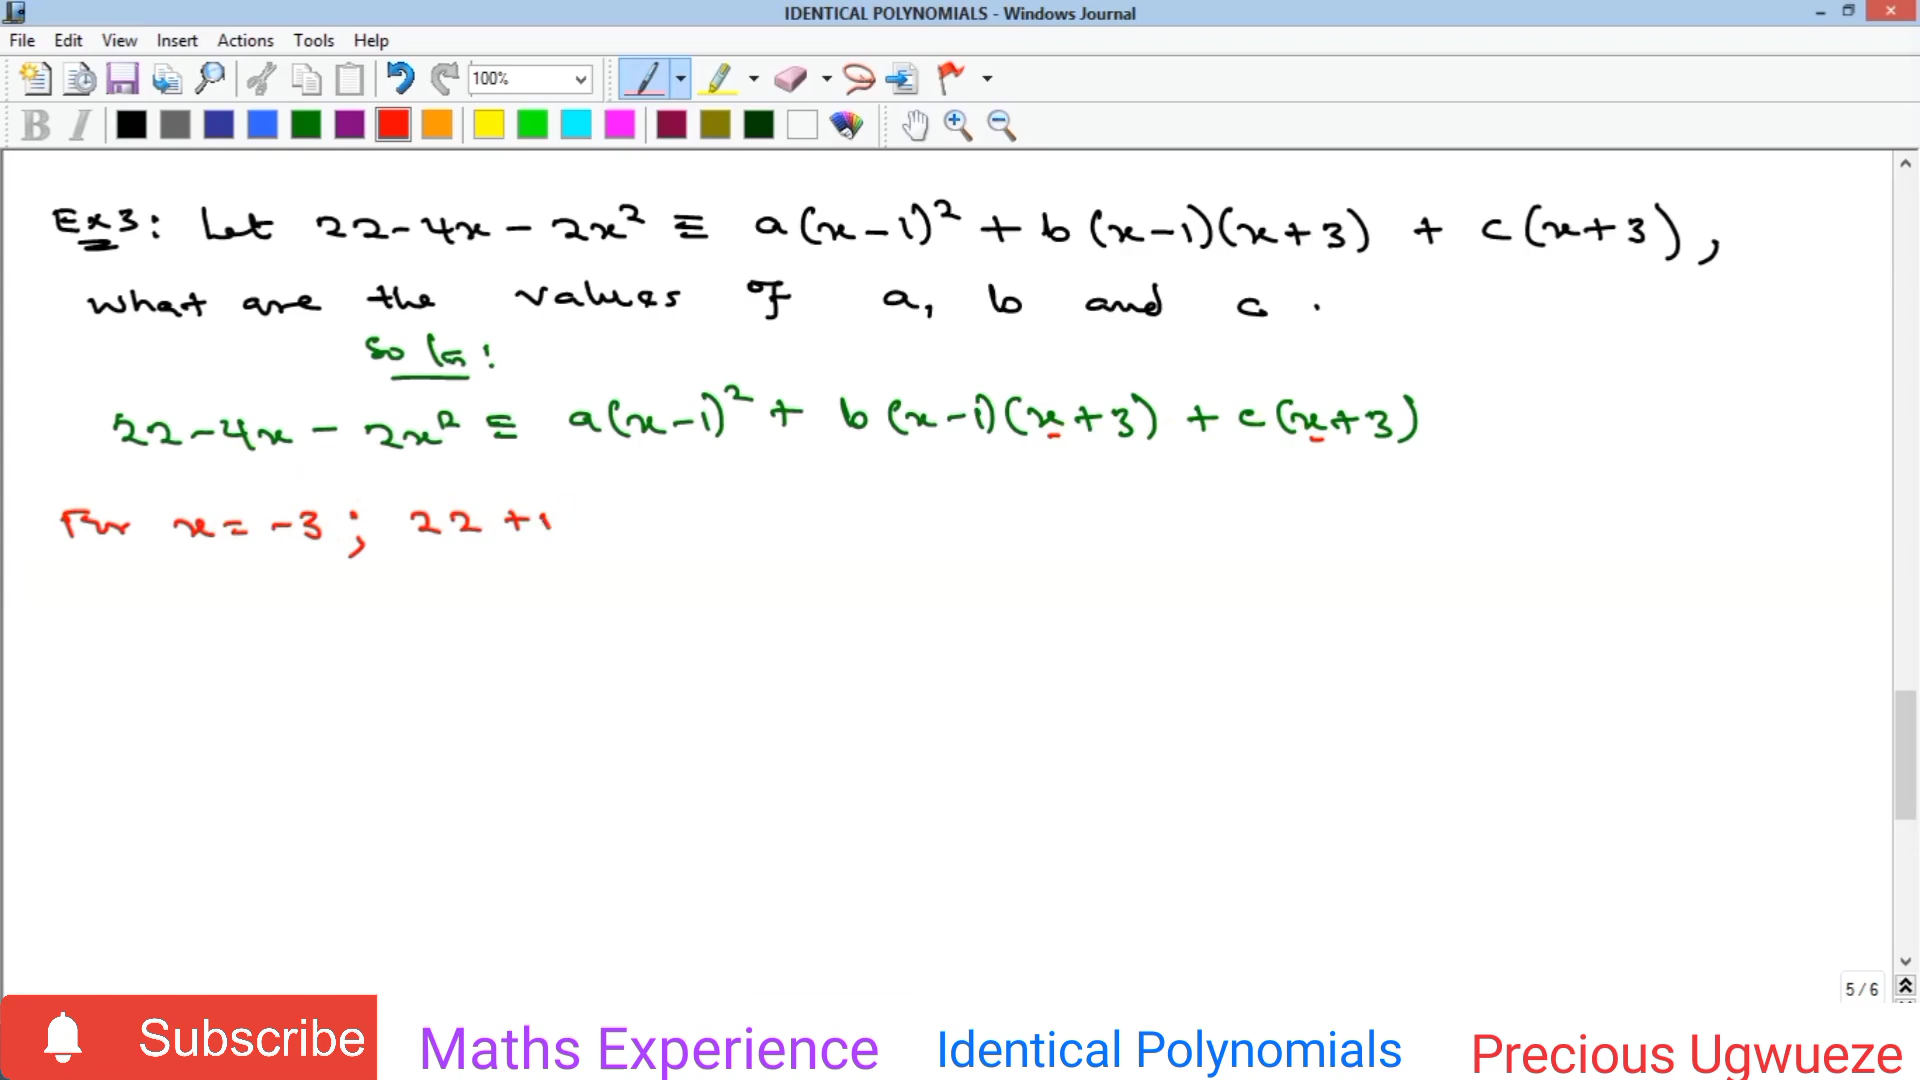 IDENTICAL POLYNOMIALS - Windows Journal
File Edit View Insert Actions Tools Help
100%
B I
Ex3: Let 22-4x-2x² ≡ a(x-1)² + b(x-1)(x+3) + c(x+3),
what are the values of a, b and c.
Soln:
22-4x-2x² ≡ a(x-1)² + b(x-1)(x+3) + c(x+3)
For x = -3; 22 +1
5 / 6
Subscribe Maths Experience Identical Polynomials Precious Ugwueze